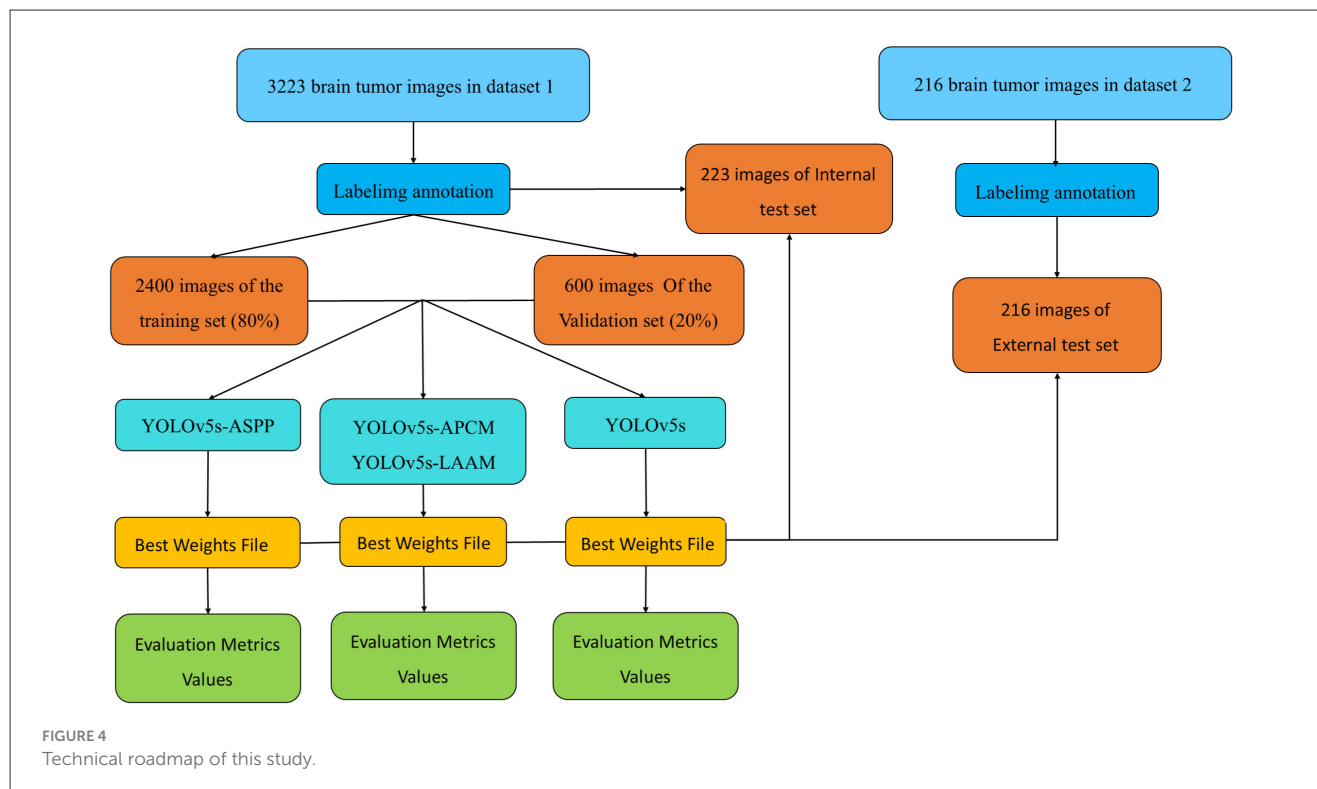 3223 brain tumor images in dataset 1
216 brain tumor images in dataset 2
Labelimg annotation
223 images of Internal
test set
Labelimg annotation
2400 images of the
training set (80%)
600 images Of the
Validation set (20%)
216 images of
External test set
YOLOv5s-ASPP
YOLOv5s-APCM
YOLOv5s-LAAM
YOLOv5s
Best Weights File
Best Weights File
Best Weights File
Evaluation Metrics
Values
Evaluation Metrics
Values
Evaluation Metrics
Values
FIGURE 4
Technical roadmap of this study.